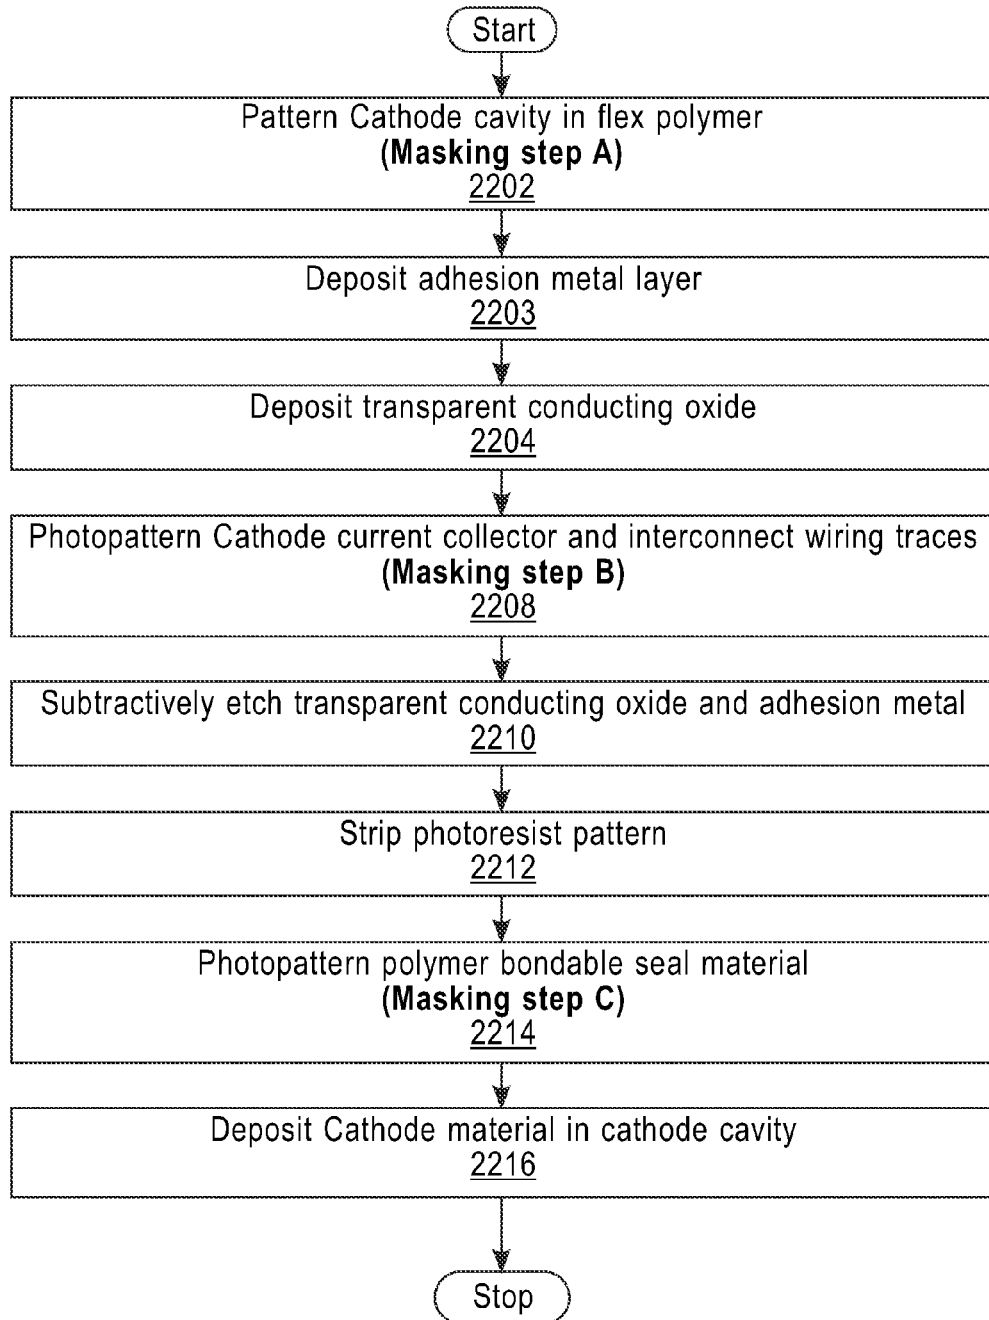 Start
Pattern Cathode cavity in flex polymer
(Masking step A)
2202
Deposit adhesion metal layer
2203
Deposit transparent conducting oxide
2204
Photopattern Cathode current collector and interconnect wiring traces
(Masking step B)
2208
Subtractively etch transparent conducting oxide and adhesion metal
2210
Strip photoresist pattern
2212
Photopattern polymer bondable seal material
(Masking step C)
2214
Deposit Cathode material in cathode cavity
2216
Stop